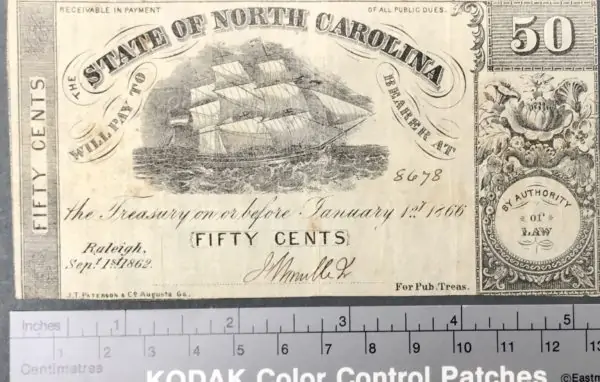 RECEIVABLE IN PAYMENT OF ALL PUBLIC DUES.
THE STATE OF NORTH CAROLINA
WILL PAY TO BEARER AT
8678
the Treasury on or before January 1st 1866
{FIFTY CENTS}
Raleigh,
Sep. 1st 1862.
For Pub. Treas.
J.T. PATERSON & Co Augusta Ga.
FIFTY CENTS
50
BY AUTHORITY
of
LAW
Inches 1 2 3 4 5
1 2 3 4 5 6 7 8 9 10 11 12 13
Centimetres
KODAK Color Control Patches ©Eastm